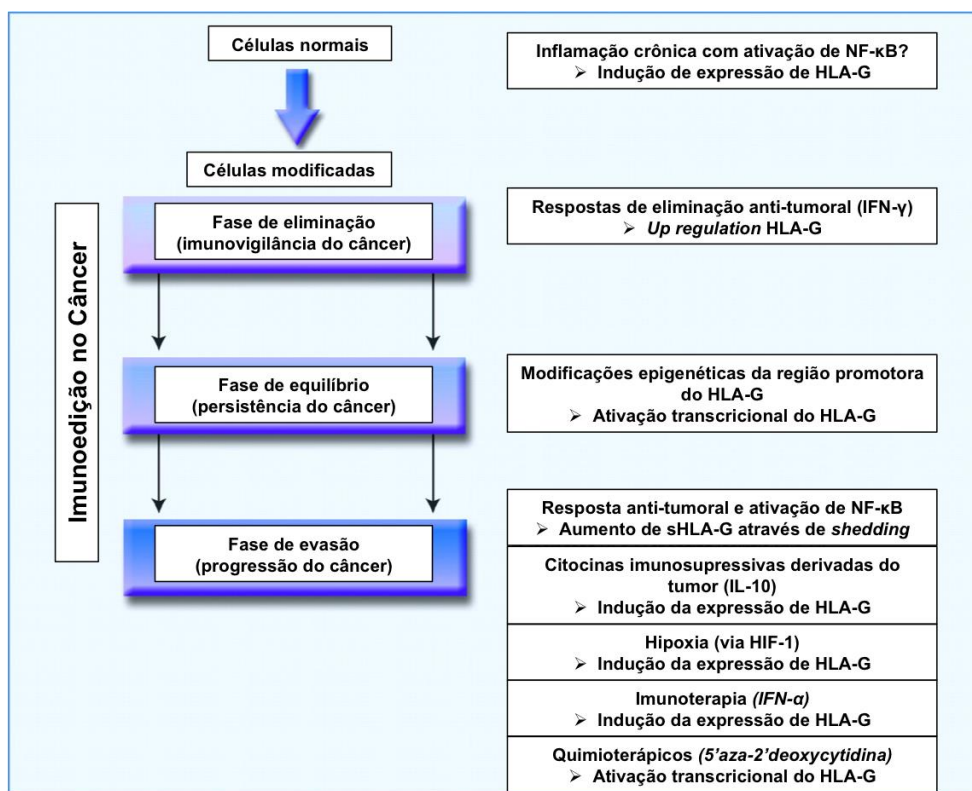 Células normais
Inflamação crônica com ativação de NF-κB?
➢ Indução de expressão de HLA-G
Células modificadas
Imunoedição no Câncer
Fase de eliminação
(imunovigilância do câncer)
Respostas de eliminação anti-tumoral (IFN-γ)
➢ Up regulation HLA-G
Fase de equilíbrio
(persistência do câncer)
Modificações epigenéticas da região promotora
do HLA-G
➢ Ativação transcricional do HLA-G
Fase de evasão
(progressão do câncer)
Resposta anti-tumoral e ativação de NF-κB
➢ Aumento de sHLA-G através de shedding
Citocinas imunosupressivas derivadas do
tumor (IL-10)
➢ Indução da expressão de HLA-G
Hipoxia (via HIF-1)
➢ Indução da expressão de HLA-G
Imunoterapia (IFN-α)
➢ Indução da expressão de HLA-G
Quimioterápicos (5’aza-2’deoxycytidina)
➢ Ativação transcricional do HLA-G